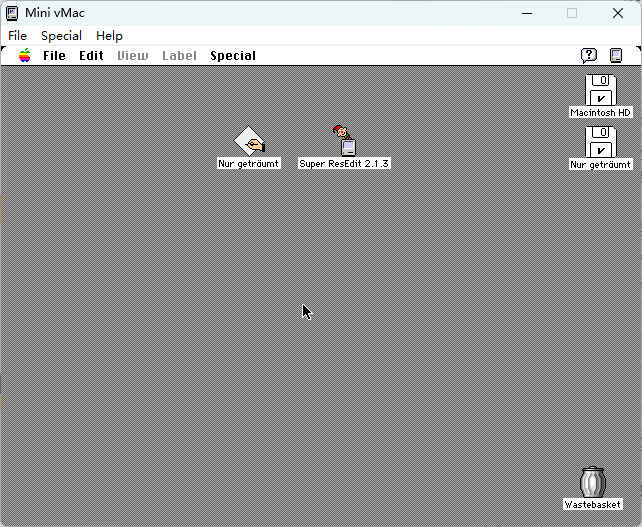 Mini vMac
File Special Help
File Edit View Label Special
Macintosh HD
Nur geträumt Super ResEdit 2.1.3
Nur geträumt
Wastebasket